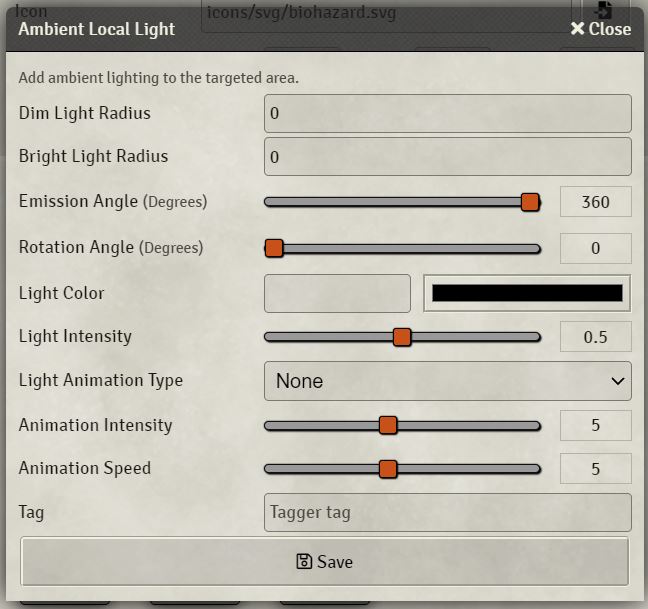 Icon
icons/svg/biohazard.svg
Ambient Local Light
Close
Add ambient lighting to the targeted area.
Dim Light Radius
0
Bright Light Radius
0
Emission Angle (Degrees)
360
Rotation Angle (Degrees)
0
Light Color
Light Intensity
0.5
Light Animation Type
None
Animation Intensity
5
Animation Speed
5
Tag
Tagger tag
Save